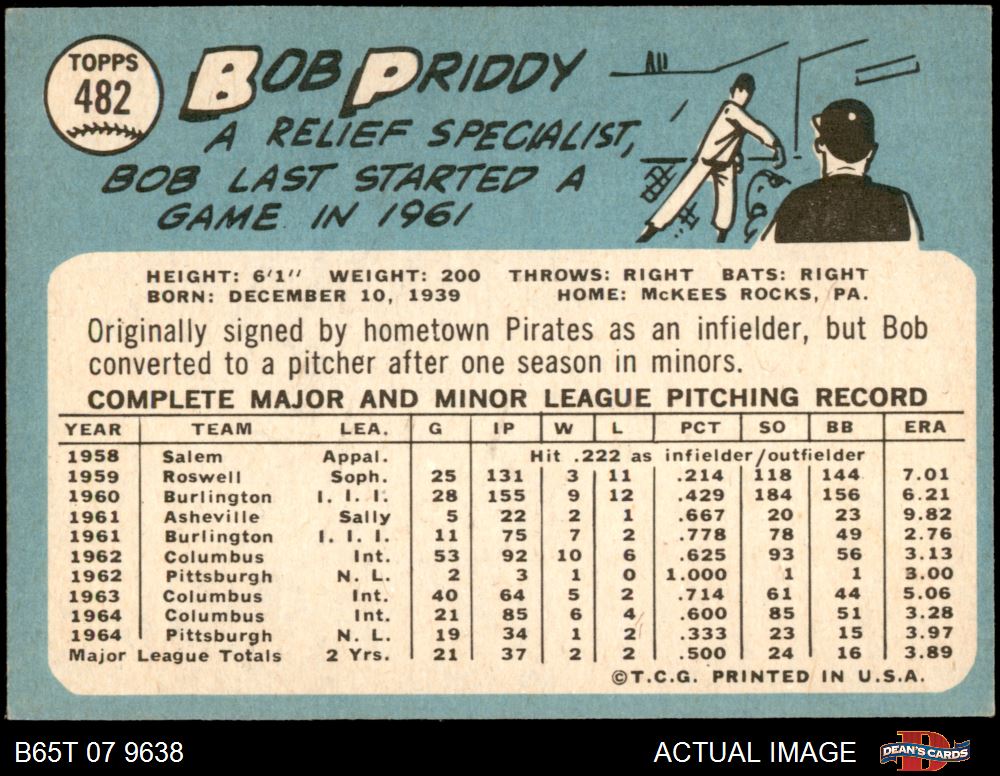 TOPPS
482
BOB PRIDDY
A RELIEF SPECIALIST,
BOB LAST STARTED A
GAME IN 1961
HEIGHT: 6'1" WEIGHT: 200 THROWS: RIGHT BATS: RIGHT
BORN: DECEMBER 10, 1939 HOME: McKEES ROCKS, PA.
Originally signed by hometown Pirates as an infielder, but Bob
converted to a pitcher after one season in minors.
COMPLETE MAJOR AND MINOR LEAGUE PITCHING RECORD
YEAR TEAM LEA. G IP W L PCT SO BB ERA
1958 Salem Appal. Hit .222 as infielder/outfielder
1959 Roswell Soph. 25 131 3 11 .214 118 144 7.01
1960 Burlington I. I. I. 28 155 9 12 .429 184 156 6.21
1961 Asheville Sally 5 22 2 1 .667 20 23 9.82
1961 Burlington I. I. I. 11 75 7 2 .778 78 49 2.76
1962 Columbus Int. 53 92 10 6 .625 93 56 3.13
1962 Pittsburgh N. L. 2 3 1 0 1.000 1 1 3.00
1963 Columbus Int. 40 64 5 2 .714 61 44 5.06
1964 Columbus Int. 21 85 6 4 .600 85 51 3.28
1964 Pittsburgh N. L. 19 34 1 2 .333 23 15 3.97
Major League Totals 2 Yrs. 21 37 2 2 .500 24 16 3.89
©T.C.G. PRINTED IN U.S.A.
B65T 07 9638 ACTUAL IMAGE DEAN'S CARDS